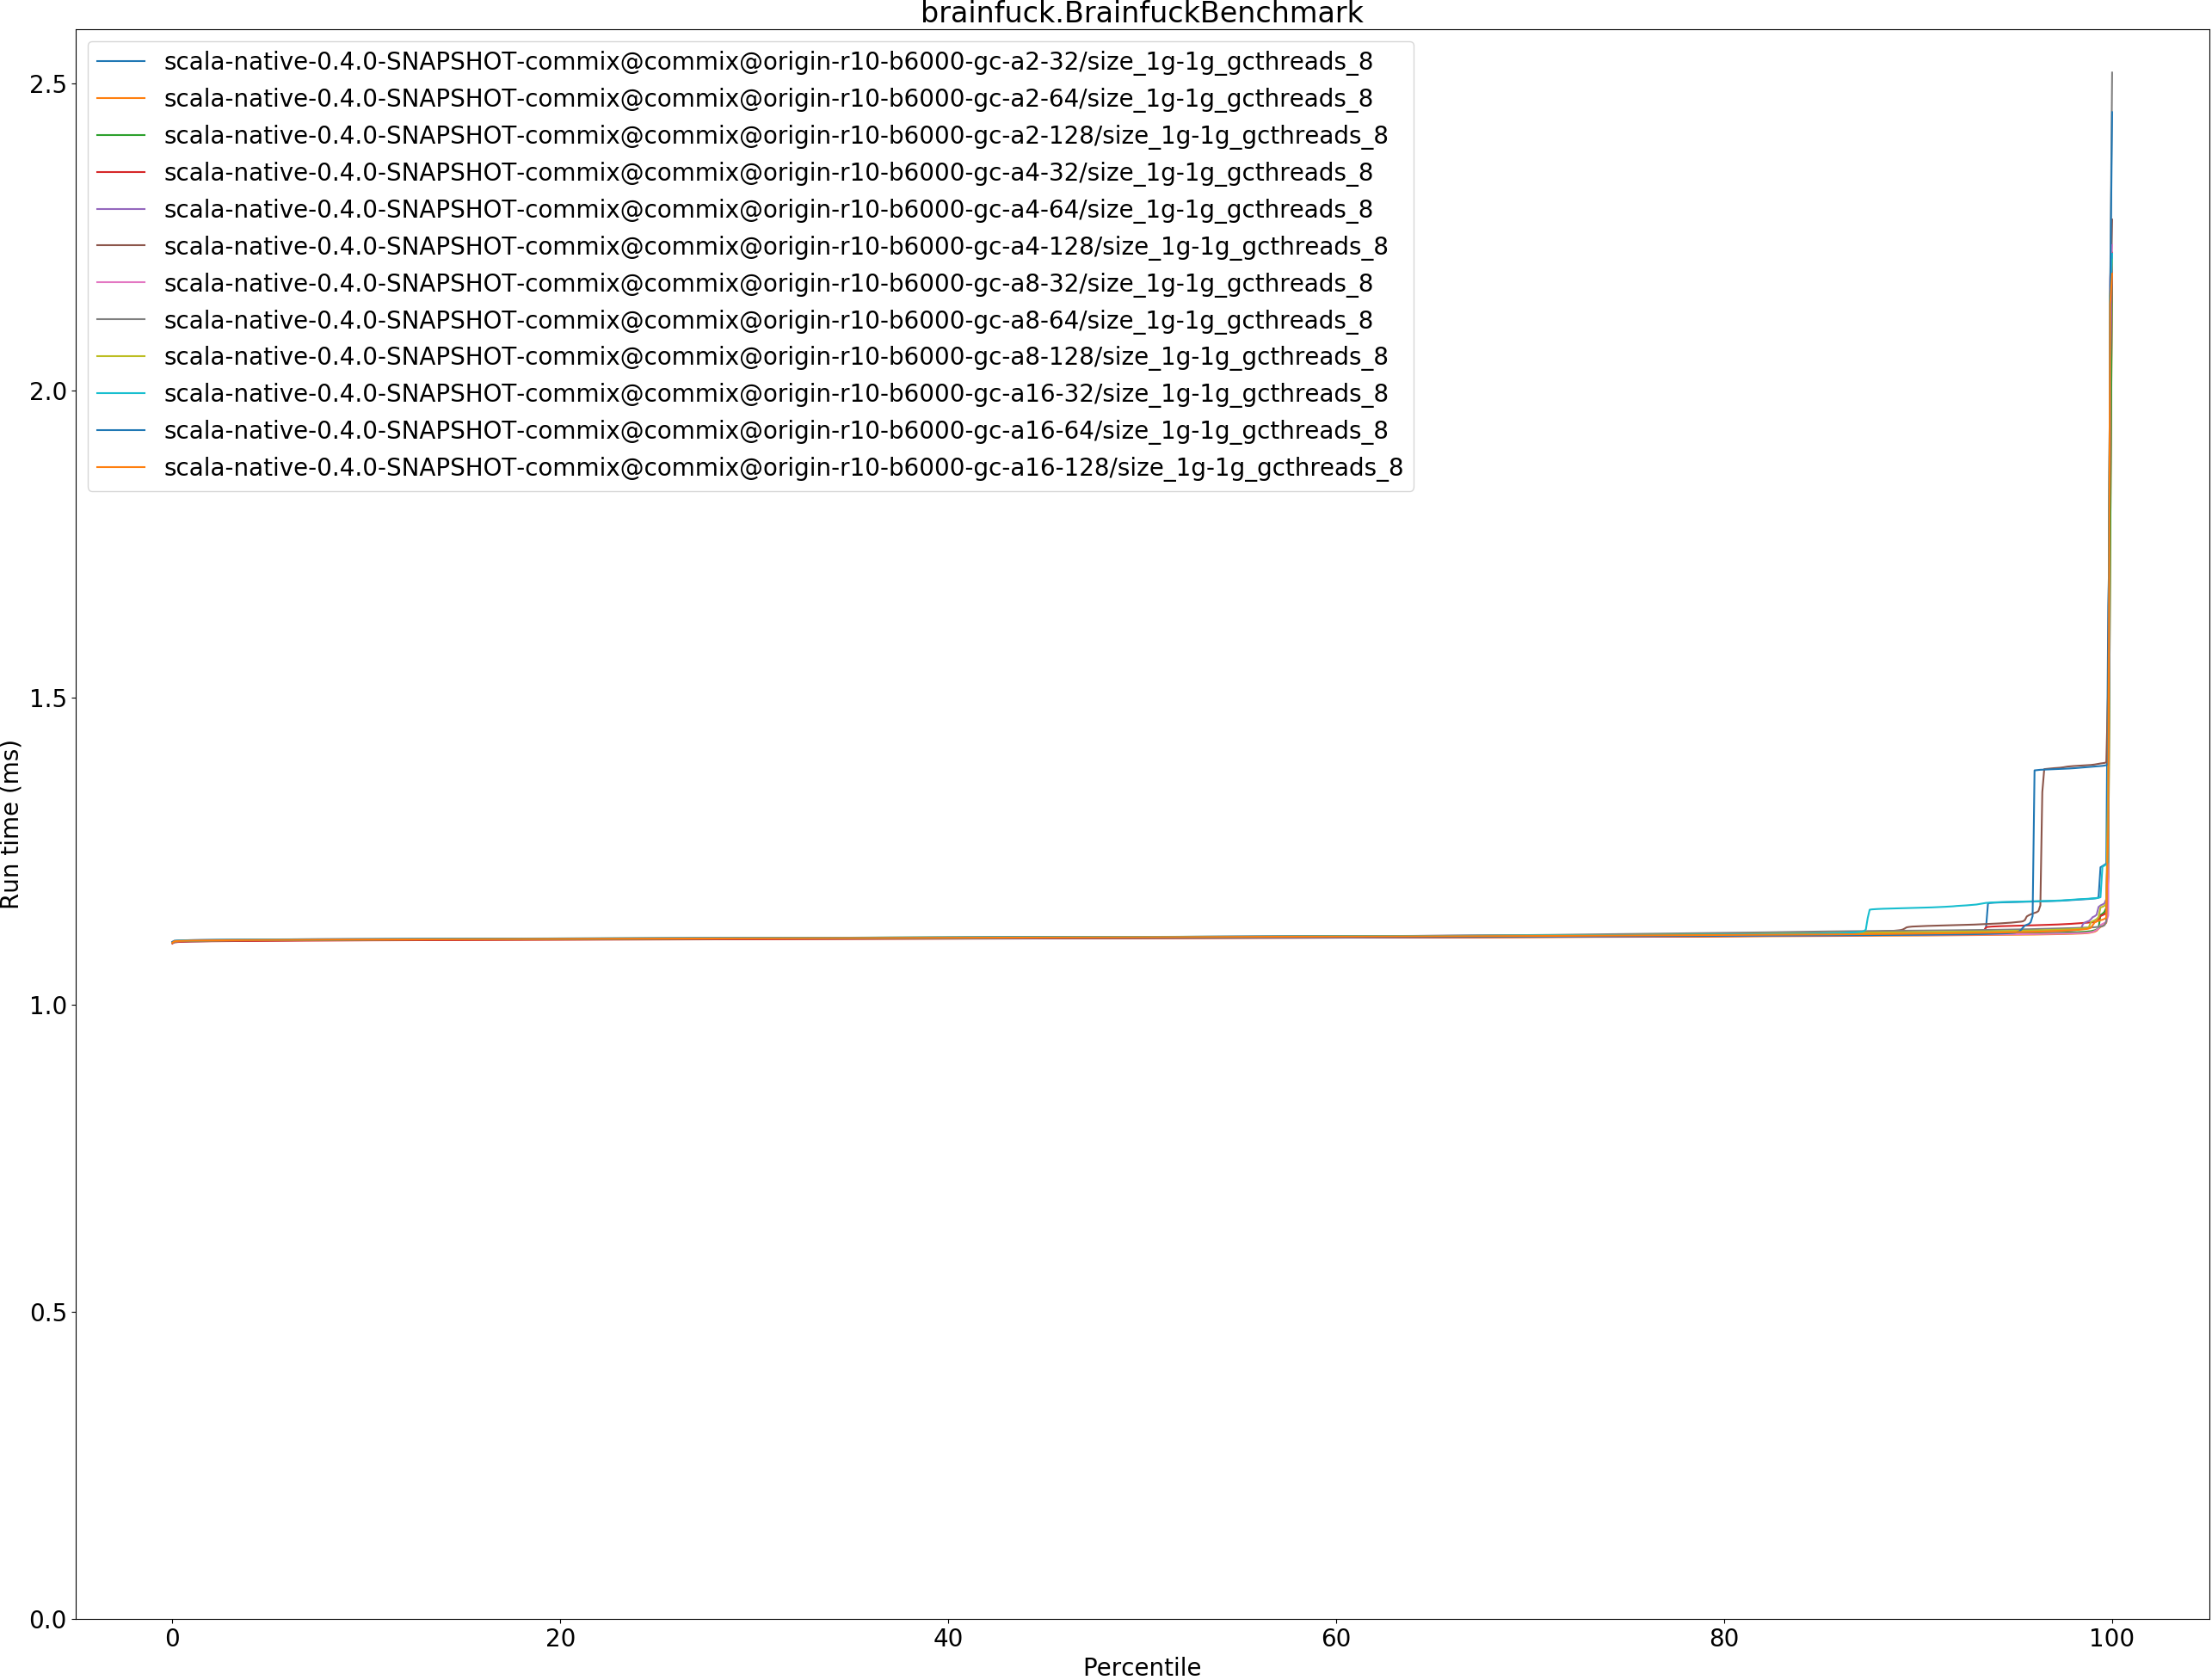 brainfuck.BrainfuckBenchmark
scala-native-0.4.0-SNAPSHOT-commix@commix@origin-r10-b6000-gc-a2-32/size_1g-1g_gcthreads_8
scala-native-0.4.0-SNAPSHOT-commix@commix@origin-r10-b6000-gc-a2-64/size_1g-1g_gcthreads_8
scala-native-0.4.0-SNAPSHOT-commix@commix@origin-r10-b6000-gc-a2-128/size_1g-1g_gcthreads_8
scala-native-0.4.0-SNAPSHOT-commix@commix@origin-r10-b6000-gc-a4-32/size_1g-1g_gcthreads_8
scala-native-0.4.0-SNAPSHOT-commix@commix@origin-r10-b6000-gc-a4-64/size_1g-1g_gcthreads_8
scala-native-0.4.0-SNAPSHOT-commix@commix@origin-r10-b6000-gc-a4-128/size_1g-1g_gcthreads_8
scala-native-0.4.0-SNAPSHOT-commix@commix@origin-r10-b6000-gc-a8-32/size_1g-1g_gcthreads_8
scala-native-0.4.0-SNAPSHOT-commix@commix@origin-r10-b6000-gc-a8-64/size_1g-1g_gcthreads_8
scala-native-0.4.0-SNAPSHOT-commix@commix@origin-r10-b6000-gc-a8-128/size_1g-1g_gcthreads_8
scala-native-0.4.0-SNAPSHOT-commix@commix@origin-r10-b6000-gc-a16-32/size_1g-1g_gcthreads_8
scala-native-0.4.0-SNAPSHOT-commix@commix@origin-r10-b6000-gc-a16-64/size_1g-1g_gcthreads_8
scala-native-0.4.0-SNAPSHOT-commix@commix@origin-r10-b6000-gc-a16-128/size_1g-1g_gcthreads_8
2.5
2.0
1.5
1.0
0.5
0.0
Run time (ms)
0 20 40 60 80 100
Percentile